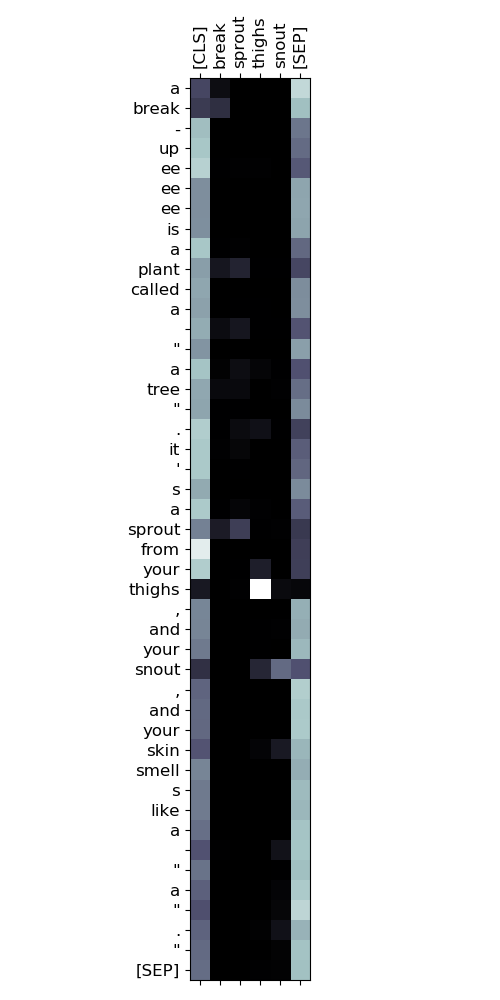 [CLS]
break
sprout
thighs
snout
[SEP]
a
break
-
up
ee
ee
ee
is
a
plant
called
a
"
a
tree
"
.
it
'
s
a
sprout
from
your
thighs
,
and
your
snout
,
and
your
skin
smell
s
like
a
"
a
"
.
"
[SEP]